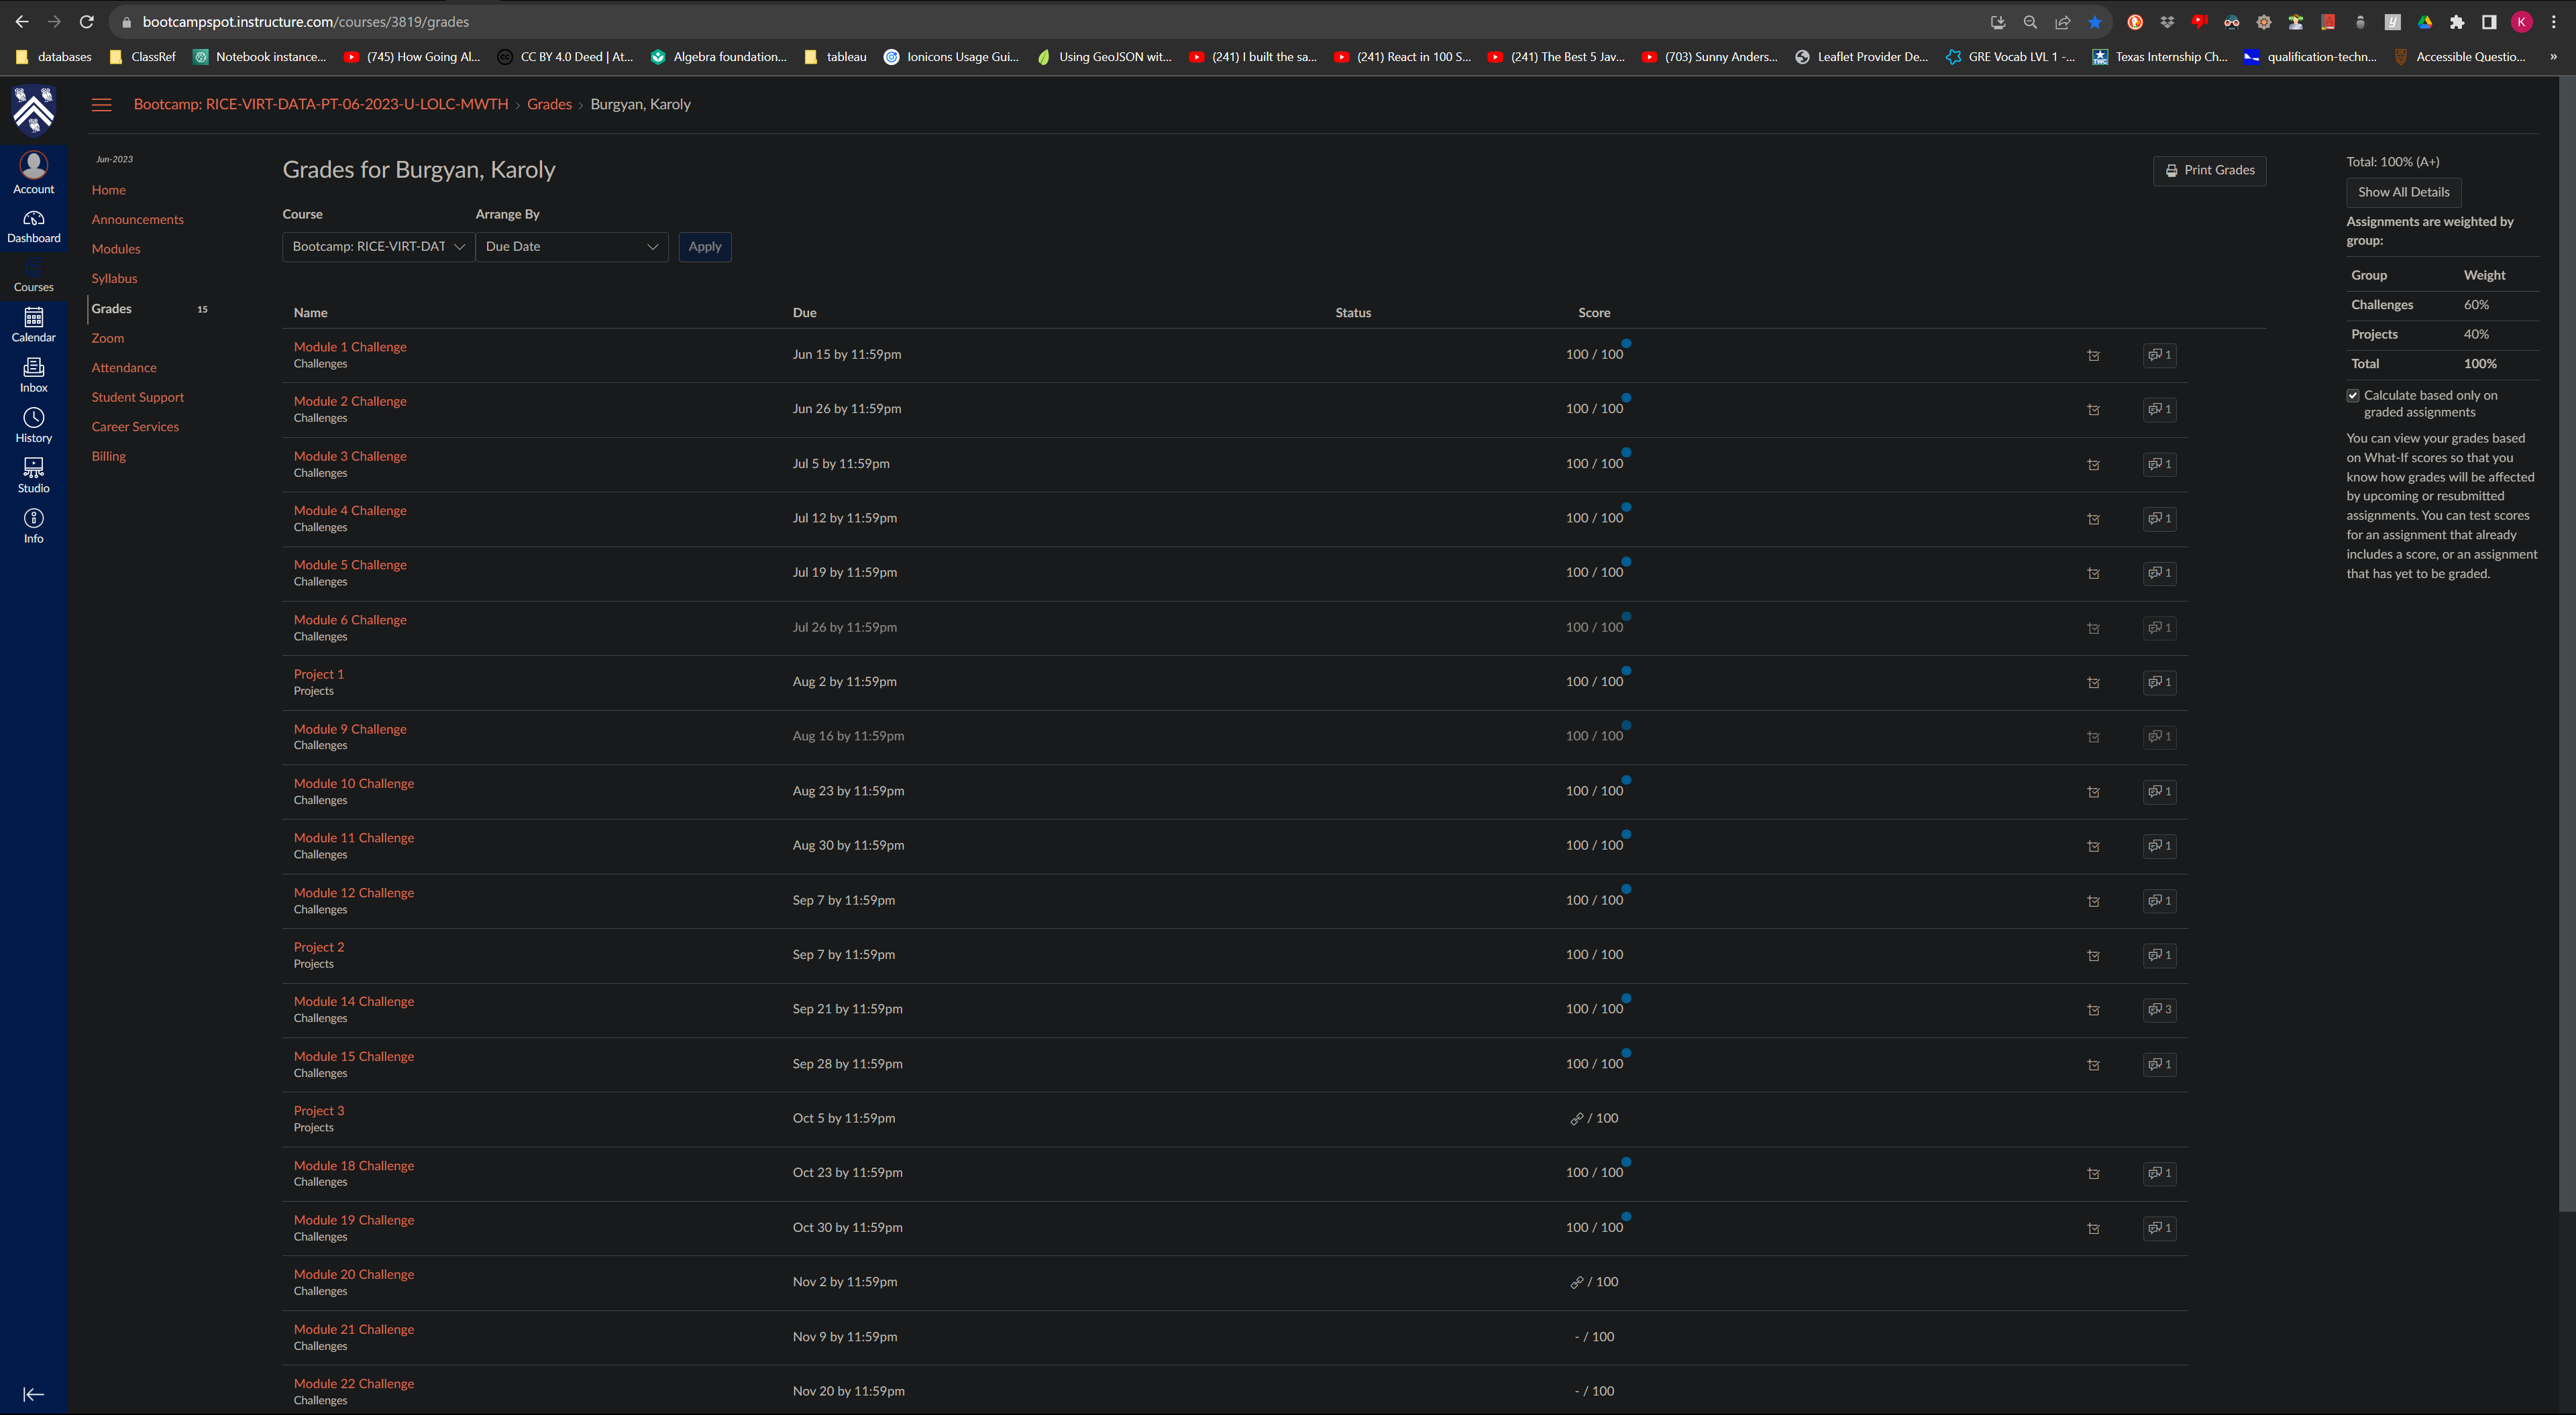 bootcampspot.instructure.com/courses/3819/grades
K
databases
ClassRef
Notebook instance...
(745) How Going Al...
CC BY 4.0 Deed | At...
Algebra foundation...
tableau
Ionicons Usage Gui...
Using GeoJSON wit...
(241) I built the sa...
(241) React in 100 S...
(241) The Best 5 Jav...
(703) Sunny Anders...
Leaflet Provider De...
GRE Vocab LVL 1 -...
Texas Internship Ch...
qualification-techn...
Accessible Questio...
»
Bootcamp: RICE-VIRT-DATA-PT-06-2023-U-LOLC-MWTH > Grades > Burgyan, Karoly
Account
Dashboard
Courses
Calendar
Inbox
History
Studio
Info
Jun-2023
Home
Announcements
Modules
Syllabus
Grades 15
Zoom
Attendance
Student Support
Career Services
Billing
Grades for Burgyan, Karoly
Print Grades
Course
Arrange By
Bootcamp: RICE-VIRT-DAT
Due Date
Apply
Name Due Status Score
Module 1 Challenge
Challenges
Jun 15 by 11:59pm
100 / 100
1
Module 2 Challenge
Challenges
Jun 26 by 11:59pm
100 / 100
1
Module 3 Challenge
Challenges
Jul 5 by 11:59pm
100 / 100
1
Module 4 Challenge
Challenges
Jul 12 by 11:59pm
100 / 100
1
Module 5 Challenge
Challenges
Jul 19 by 11:59pm
100 / 100
1
Module 6 Challenge
Challenges
Jul 26 by 11:59pm
100 / 100
1
Project 1
Projects
Aug 2 by 11:59pm
100 / 100
1
Module 9 Challenge
Challenges
Aug 16 by 11:59pm
100 / 100
1
Module 10 Challenge
Challenges
Aug 23 by 11:59pm
100 / 100
1
Module 11 Challenge
Challenges
Aug 30 by 11:59pm
100 / 100
1
Module 12 Challenge
Challenges
Sep 7 by 11:59pm
100 / 100
1
Project 2
Projects
Sep 7 by 11:59pm
100 / 100
1
Module 14 Challenge
Challenges
Sep 21 by 11:59pm
100 / 100
3
Module 15 Challenge
Challenges
Sep 28 by 11:59pm
100 / 100
1
Project 3
Projects
Oct 5 by 11:59pm
/ 100
Module 18 Challenge
Challenges
Oct 23 by 11:59pm
100 / 100
1
Module 19 Challenge
Challenges
Oct 30 by 11:59pm
100 / 100
1
Module 20 Challenge
Challenges
Nov 2 by 11:59pm
/ 100
Module 21 Challenge
Challenges
Nov 9 by 11:59pm
- / 100
Module 22 Challenge
Challenges
Nov 20 by 11:59pm
- / 100
Total: 100% (A+)
Show All Details
Assignments are weighted by
group:
Group Weight
Challenges 60%
Projects 40%
Total 100%
Calculate based only on
graded assignments
You can view your grades based
on What-If scores so that you
know how grades will be affected
by upcoming or resubmitted
assignments. You can test scores
for an assignment that already
includes a score, or an assignment
that has yet to be graded.